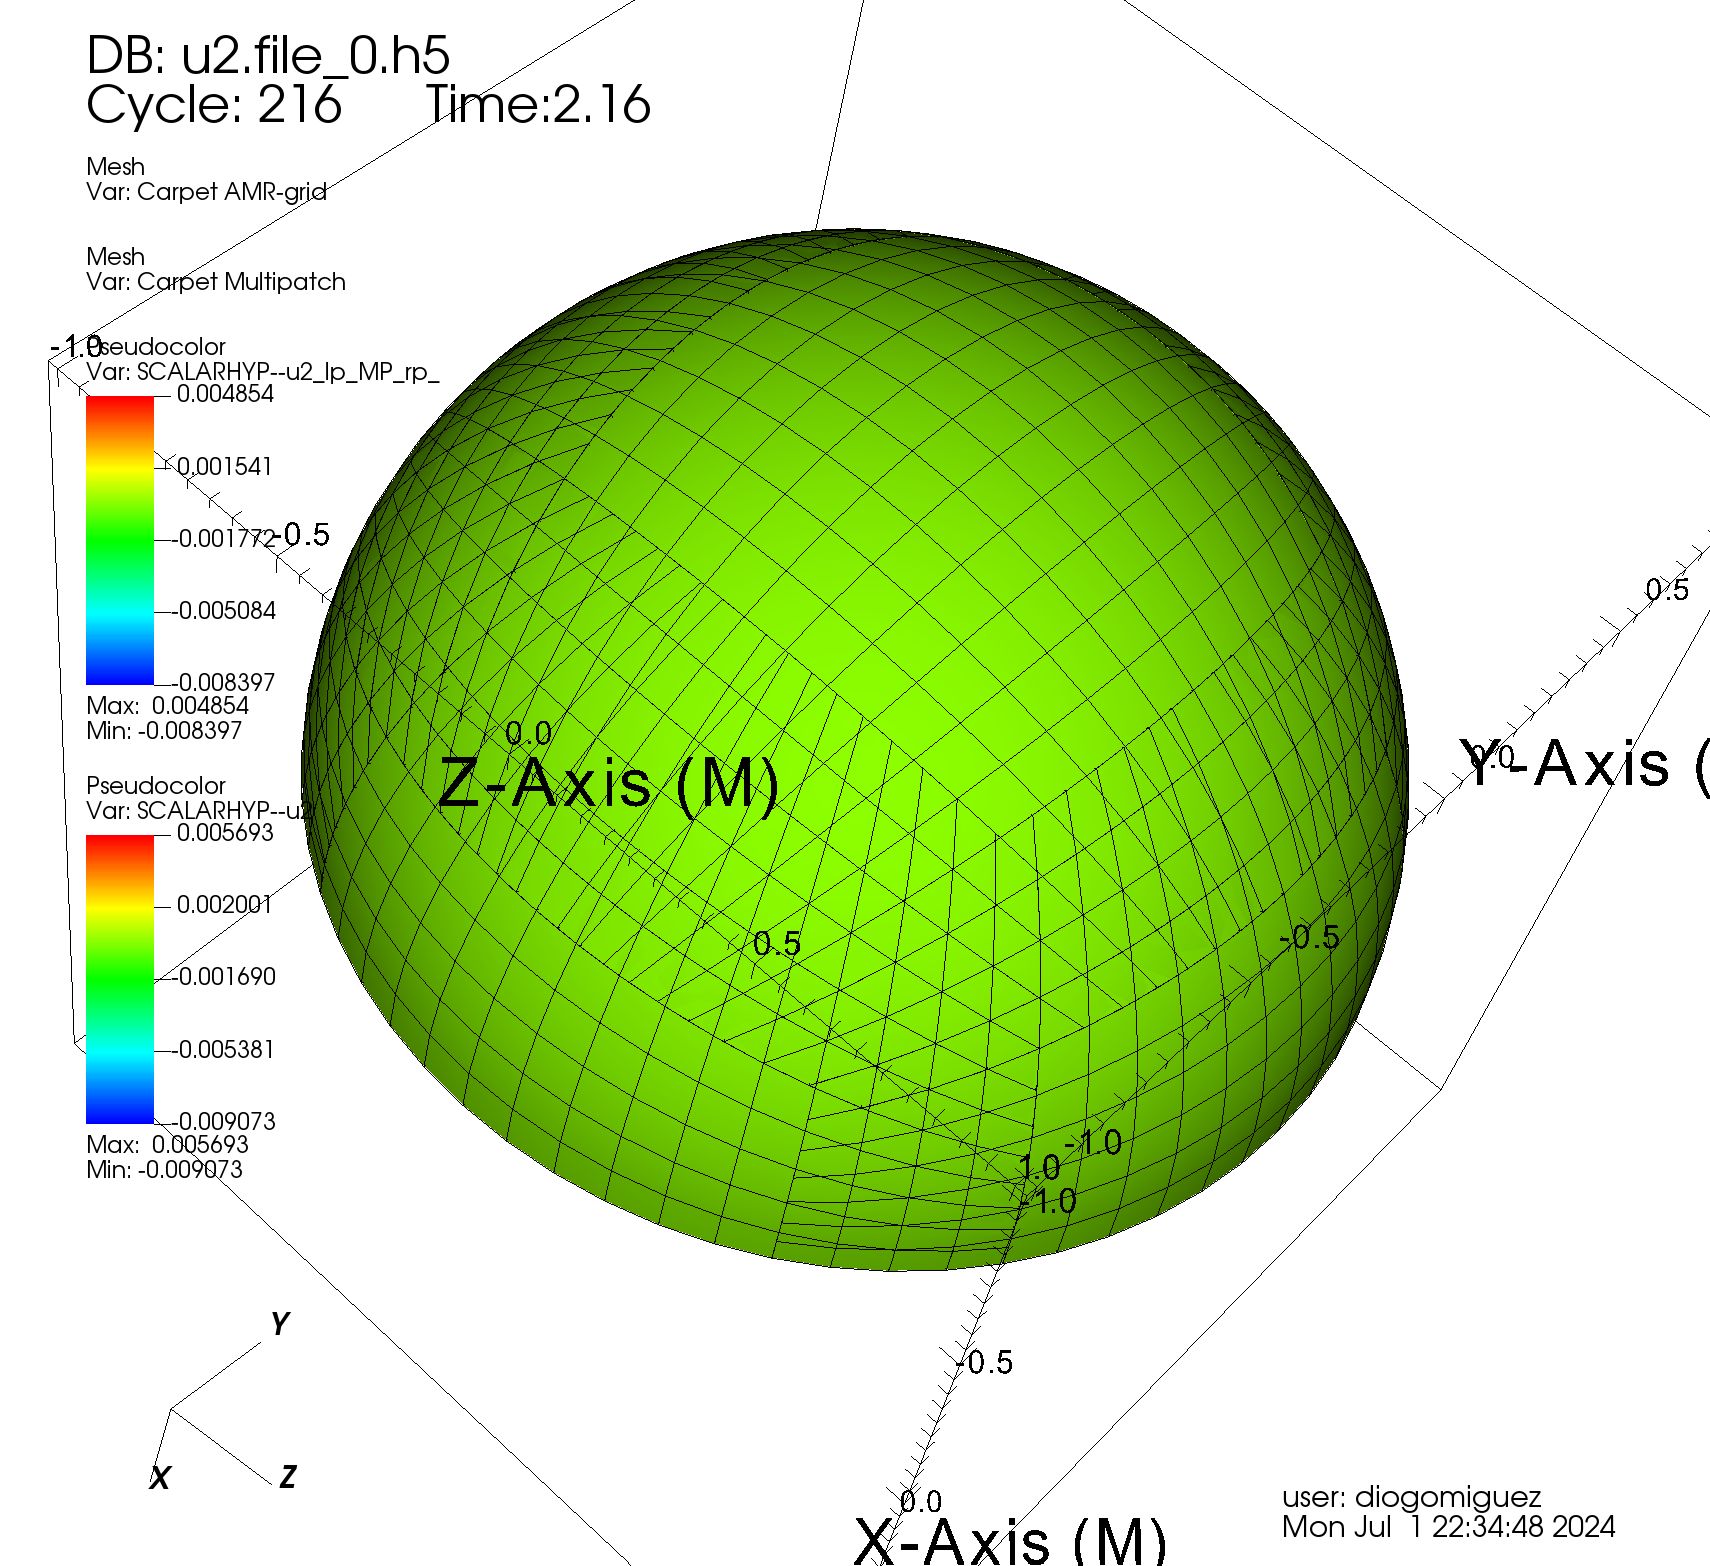 DB: u2.file_0.h5
Cycle: 216 Time:2.16
Mesh
Var: Carpet AMR-grid
Mesh
Var: Carpet Multipatch
Pseudocolor
Var: SCALARHYP--u2_lp_MP_rp_
0.004854
0.001541
-0.001772
-0.005084
-0.008397
Max: 0.004854
Min: -0.008397
Pseudocolor
Var: SCALARHYP--u2
0.005693
0.002001
-0.001690
-0.005381
-0.009073
Max: 0.005693
Min: -0.009073
-1.0
-0.5
0.0
Z-Axis (M)
0.5
1.0
0.5
0.0
Y-Axis (
-0.5
-1.0
-1.0
-0.5
0.0
X-Axis (M)
Y
X
Z
user: diogomiguez
Mon Jul 1 22:34:48 2024